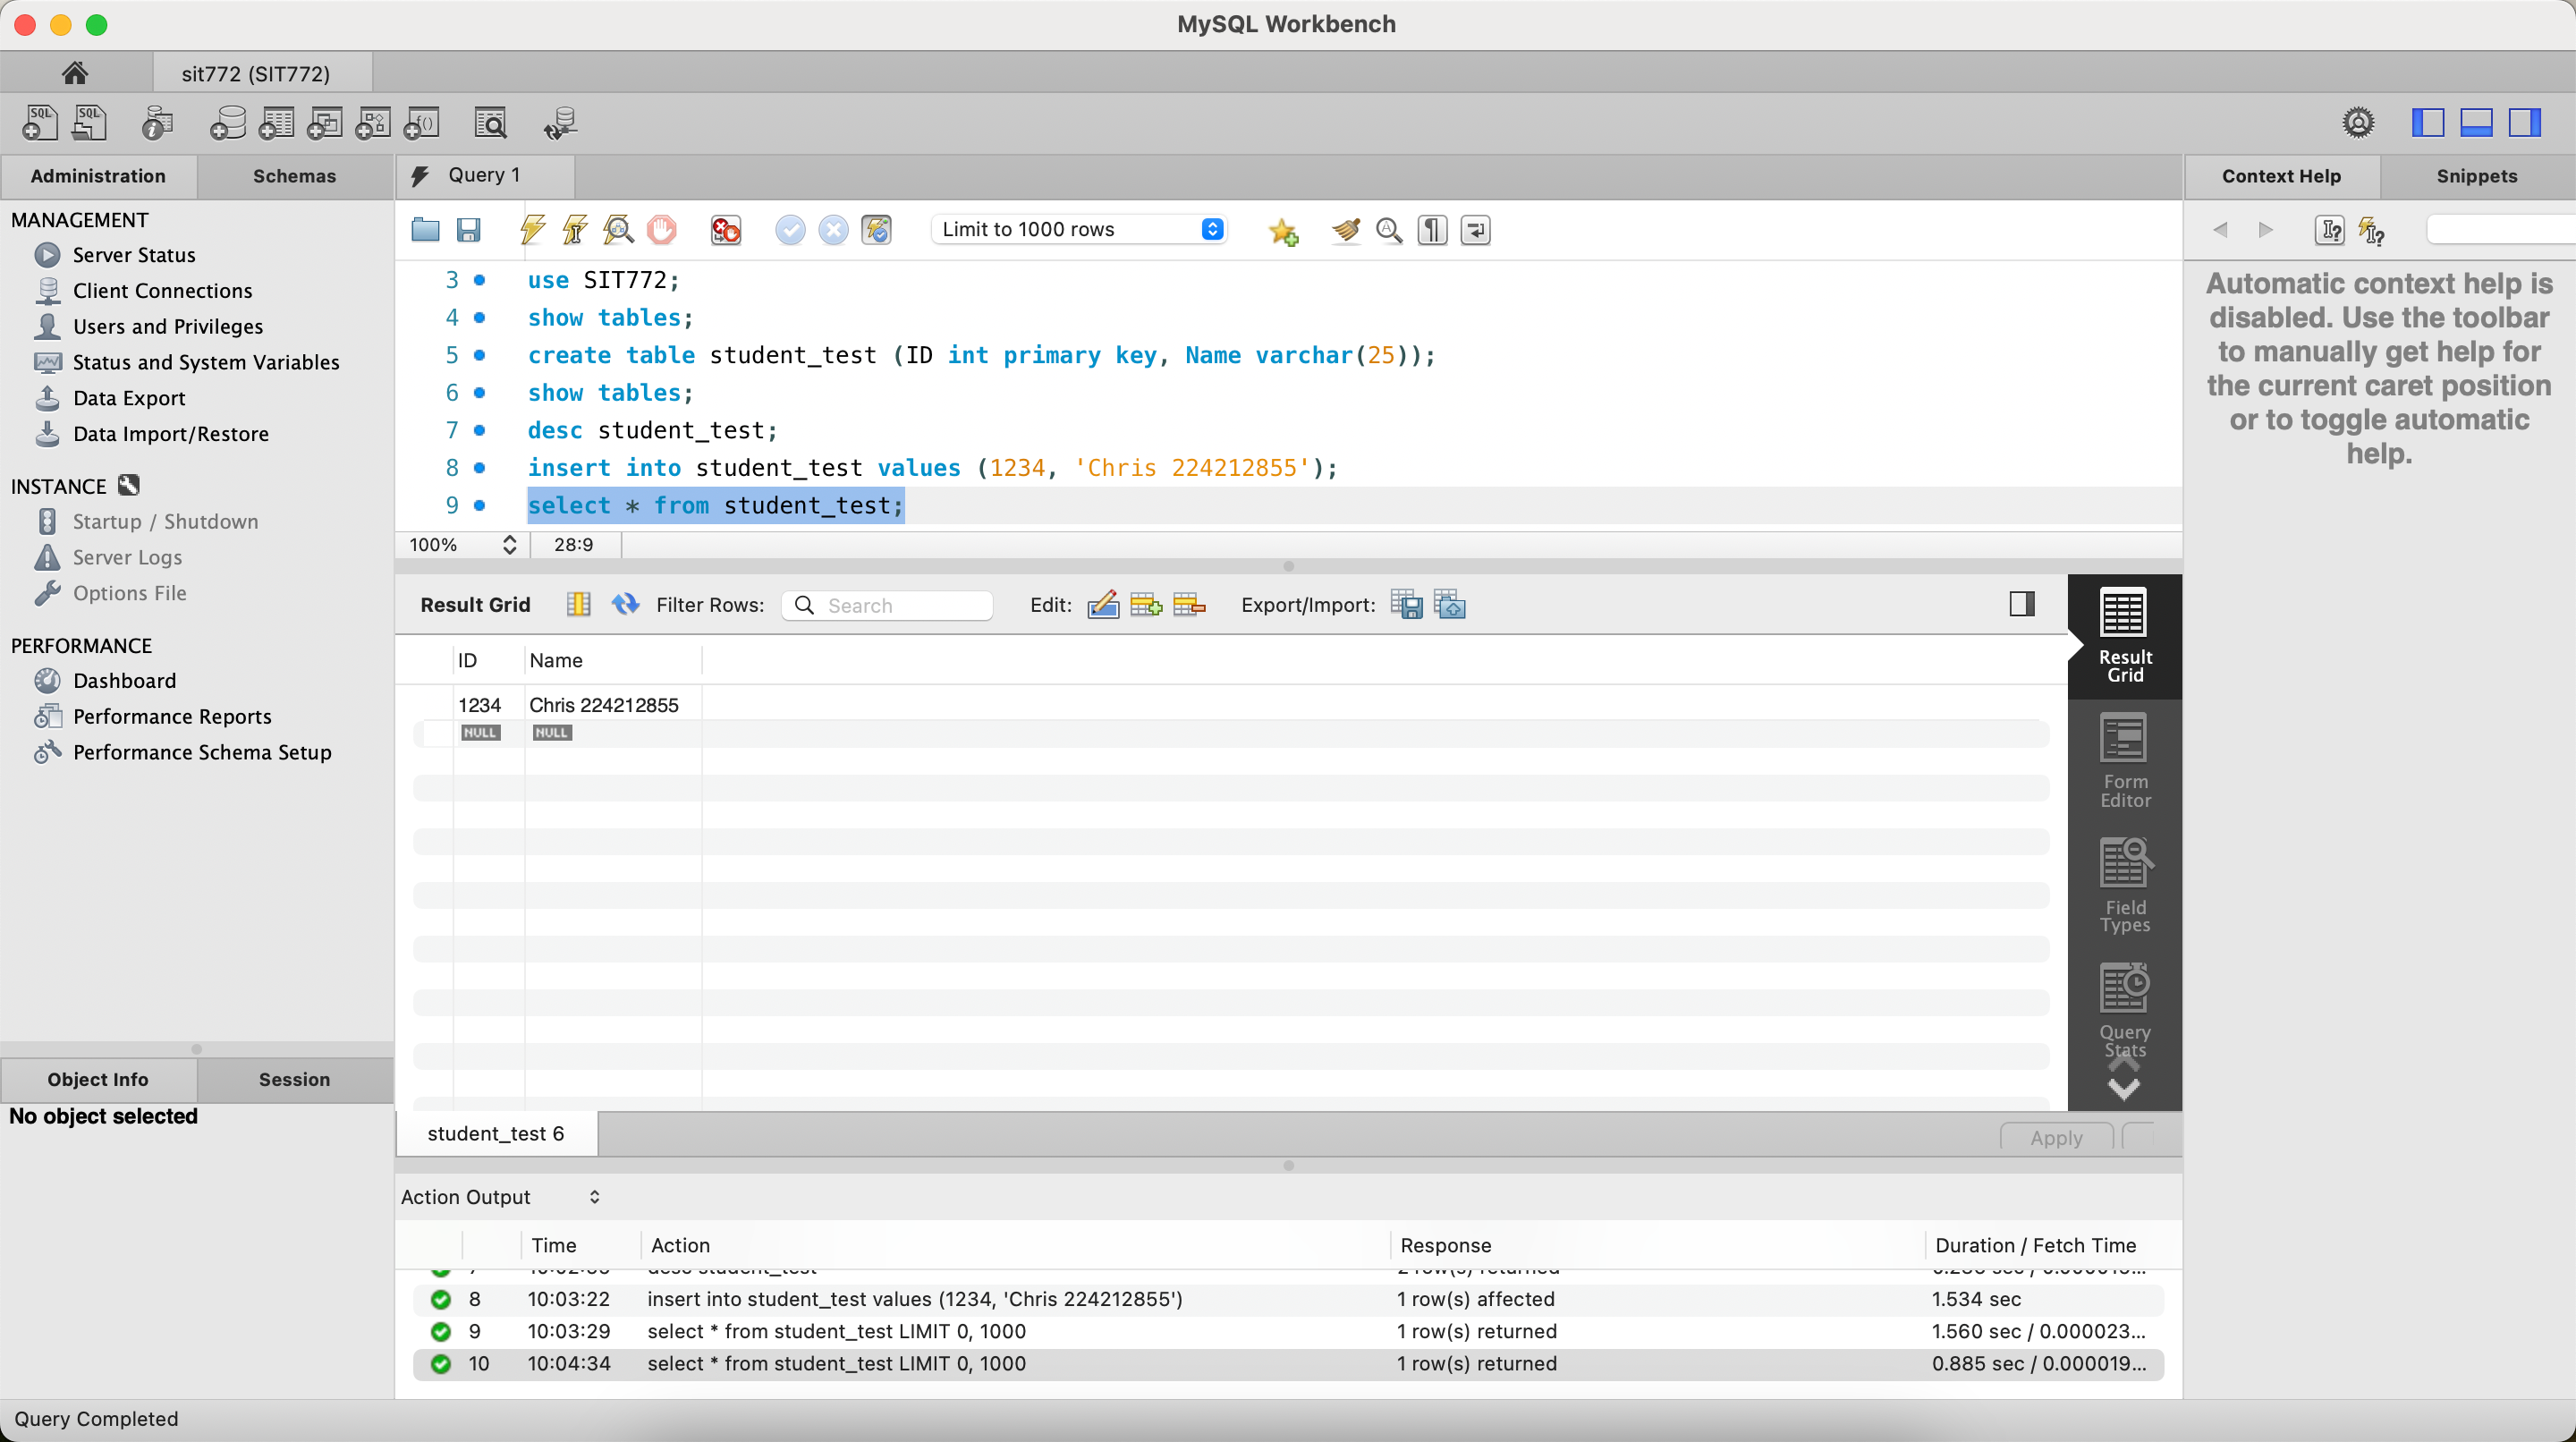 MySQL Workbench
sit772 (SIT772)
Administration
Schemas
MANAGEMENT
Server Status
Client Connections
Users and Privileges
Status and System Variables
Data Export
Data Import/Restore
INSTANCE
Startup / Shutdown
Server Logs
Options File
PERFORMANCE
Dashboard
Performance Reports
Performance Schema Setup
Object Info
Session
No object selected
Query 1
Limit to 1000 rows
3 use SIT772;
4 show tables;
5 create table student_test (ID int primary key, Name varchar(25));
6 show tables;
7 desc student_test;
8 insert into student_test values (1234, 'Chris 224212855');
9 select * from student_test;
100% 28:9
Result Grid Filter Rows: Search Edit: Export/Import:
ID Name
1234 Chris 224212855
NULL NULL
Result
Grid
Form
Editor
Field
Types
Query
Stats
student_test 6
Apply
Action Output
Time Action Response Duration / Fetch Time
8 10:03:22 insert into student_test values (1234, 'Chris 224212855') 1 row(s) affected 1.534 sec
9 10:03:29 select * from student_test LIMIT 0, 1000 1 row(s) returned 1.560 sec / 0.000023...
10 10:04:34 select * from student_test LIMIT 0, 1000 1 row(s) returned 0.885 sec / 0.000019...
Context Help
Snippets
Automatic context help is
disabled. Use the toolbar
to manually get help for
the current caret position
or to toggle automatic
help.
Query Completed